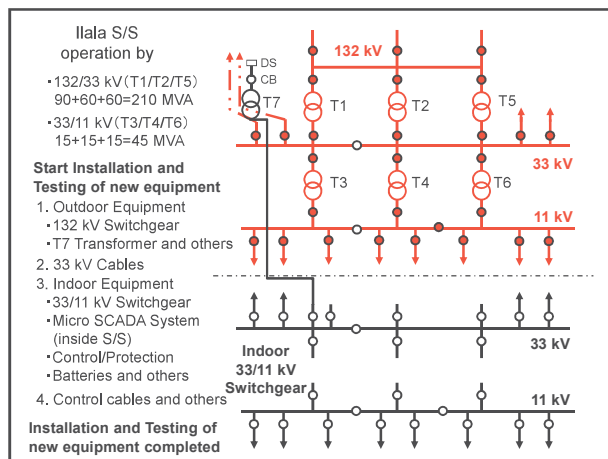 Ilala S/S
operation by
・132/33 kV(T1/T2/T5)
90+60+60=210 MVA
・33/11 kV(T3/T4/T6)
15+15+15=45 MVA
Start Installation and
Testing of new equipment
1. Outdoor Equipment
・132 kV Switchgear
・T7 Transformer and others
2. 33 kV Cables
3. Indoor Equipment
・33/11 kV Switchgear
・Micro SCADA System
(inside S/S)
・Control/Protection
・Batteries and others
4. Control cables and others
Installation and Testing of
new equipment completed
DS
CB
T7
132 kV
T1
T2
T5
33 kV
T3
T4
T6
11 kV
33 kV
Indoor
33/11 kV
Switchgear
11 kV